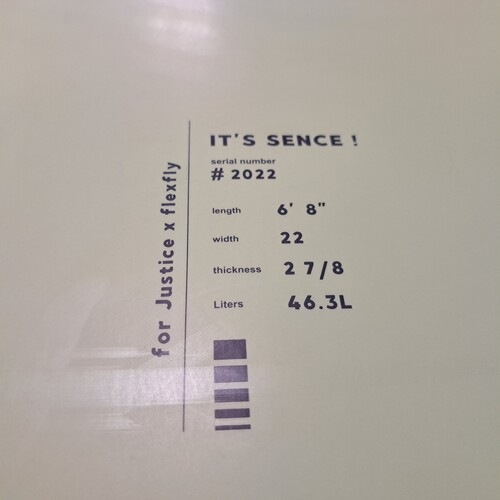 for Justice x flexfly
IT'S SENCE !
serial number
# 2022
length 6' 8"
width 22
thickness 2 7/8
Liters 46.3L